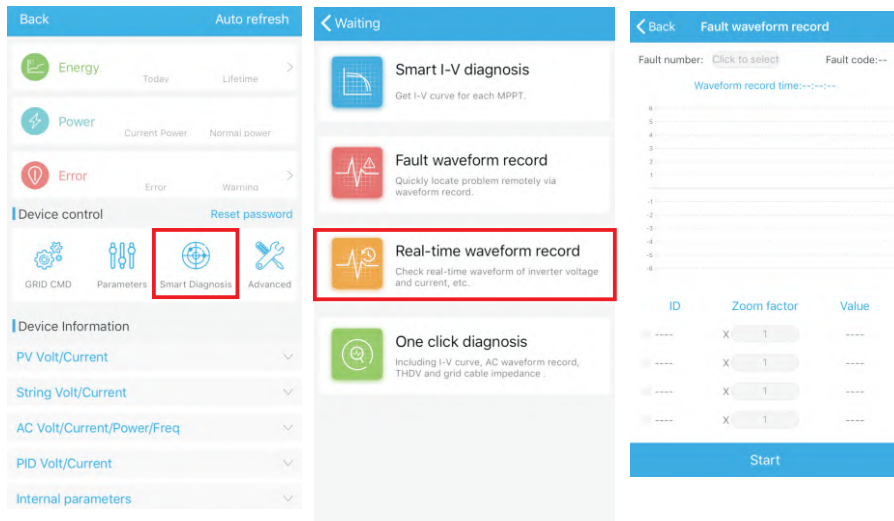 Back Auto refresh
Energy
Today Lifetime
Power
Current Power Normal power
Error
Error Warning
Device control Reset password
GRID CMD Parameters Smart Diagnosis Advanced
Device Information
PV Volt/Current
String Volt/Current
AC Volt/Current/Power/Freq
PID Volt/Current
Internal parameters
Waiting
Smart I-V diagnosis
Get I-V curve for each MPPT.
Fault waveform record
Quickly locate problem remotely via
waveform record.
Real-time waveform record
Check real-time waveform of inverter voltage
and current, etc.
One click diagnosis
Including I-V curve, AC waveform record,
THDV and grid cable impedance .
Back Fault waveform record
Fault number: Click to select Fault code:--
Waveform record time:--:--:--
6
5
4
3
2
1
-1
-2
-3
-4
-5
-6
ID Zoom factor Value
---- X 1 ----
---- X 1 ----
---- X 1 ----
---- X 1 ----
Start